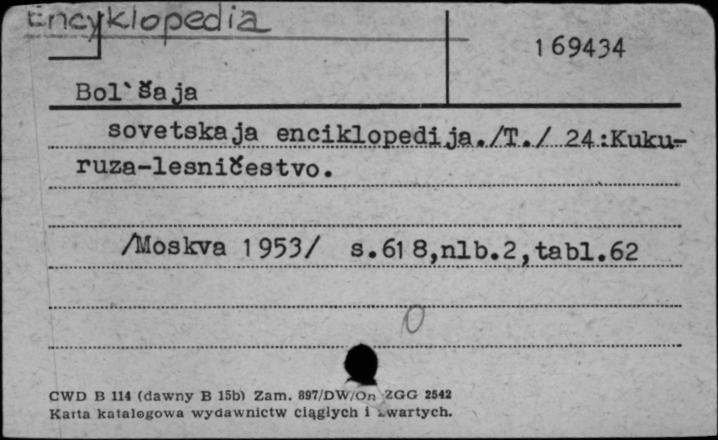 Encyklopedia
169434
Bol`šaja
sovetskaja enciklopedija./T./ 24:Kuku-
ruza-lesničestvo.
/Moskva 1953/ s.618,nlb.2,tabl.62
0
CWD B 114 (dawny B 15b) Zam. 897/DW/On ZGG 2542
Karta katalogowa wydawnictw ciągłych i zwartych.